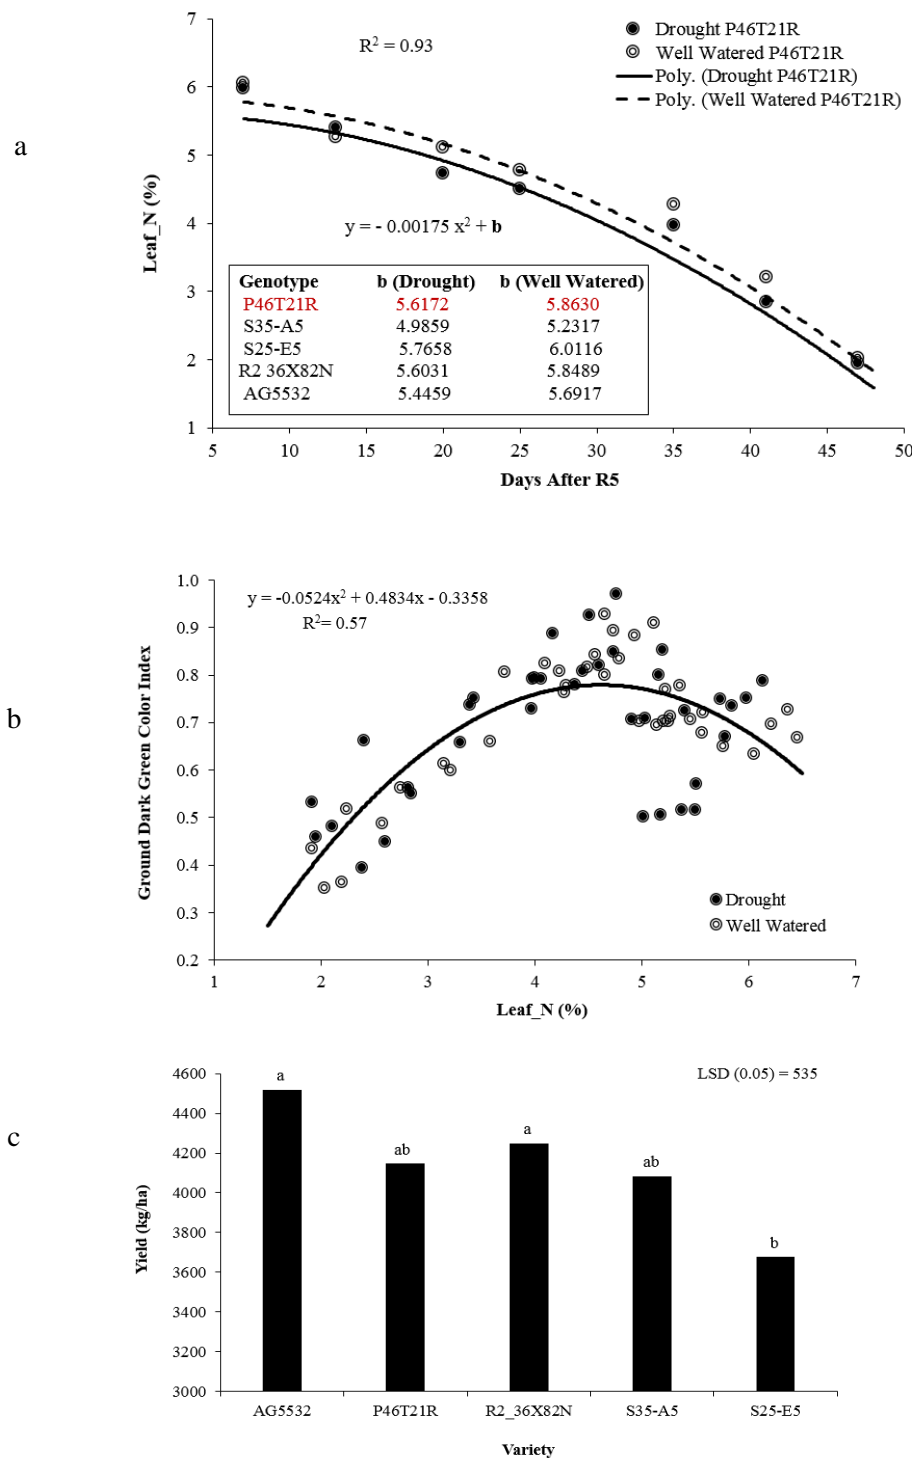 a
7
6
5
4
3
2
1
Leaf_N (%)
R2 = 0.93
Drought P46T21R
Well Watered P46T21R
Poly. (Drought P46T21R)
Poly. (Well Watered P46T21R)
y = - 0.00175 x2 + b
Genotype b (Drought) b (Well Watered)
P46T21R 5.6172 5.8630
S35-A5 4.9859 5.2317
S25-E5 5.7658 6.0116
R2 36X82N 5.6031 5.8489
AG5532 5.4459 5.6917
5 10 15 20 25 30 35 40 45 50
Days After R5
b
1.0
0.9
0.8
0.7
0.6
0.5
0.4
0.3
0.2
Ground Dark Green Color Index
y = -0.0524x2 + 0.4834x - 0.3358
R2= 0.57
Drought
Well Watered
1 2 3 4 5 6 7
Leaf_N (%)
c
4600
4400
4200
4000
3800
3600
3400
3200
3000
Yield (kg/ha)
LSD (0.05) = 535
a ab a ab b
AG5532 P46T21R R2_36X82N S35-A5 S25-E5
Variety